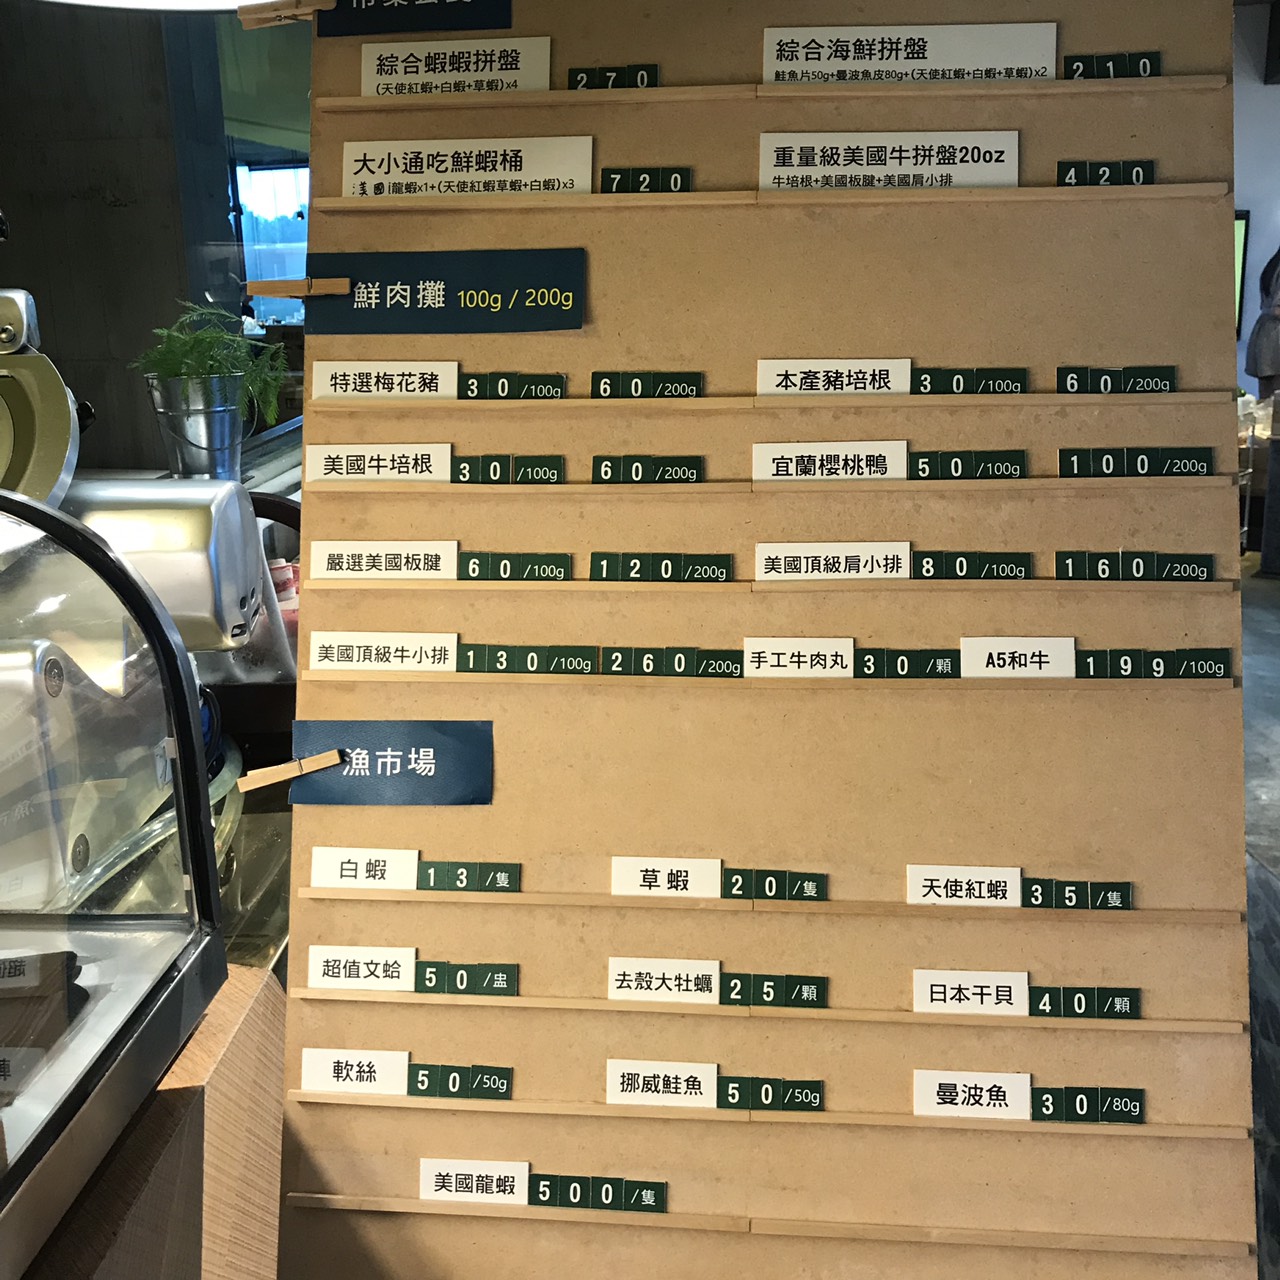 綜合蝦蝦拼盤
(天使紅蝦+白蝦+草蝦)x4
270
綜合海鮮拼盤
鮭魚片50g+曼波魚皮80g+(天使紅蝦+白蝦+草蝦)x2
210
大小通吃鮮蝦桶
美國龍蝦x1+(天使紅蝦草蝦+白蝦)x3
720
重量級美國牛拼盤20oz
牛培根+美國板腱+美國肩小排
420
鮮肉攤 100g / 200g
特選梅花豬 30/100g 60/200g
本產豬培根 30/100g 60/200g
美國牛培根 30/100g 60/200g
宜蘭櫻桃鴨 50/100g 100/200g
嚴選美國板腱 60/100g 120/200g
美國頂級肩小排 80/100g 160/200g
美國頂級牛小排 130/100g 260/200g
手工牛肉丸 30/顆
A5和牛 199/100g
漁市場
白蝦 13/隻
草蝦 20/隻
天使紅蝦 35/隻
超值文蛤 50/盅
去殼大牡蠣 25/顆
日本干貝 40/顆
軟絲 50/50g
挪威鮭魚 50/50g
曼波魚 30/80g
美國龍蝦 500/隻